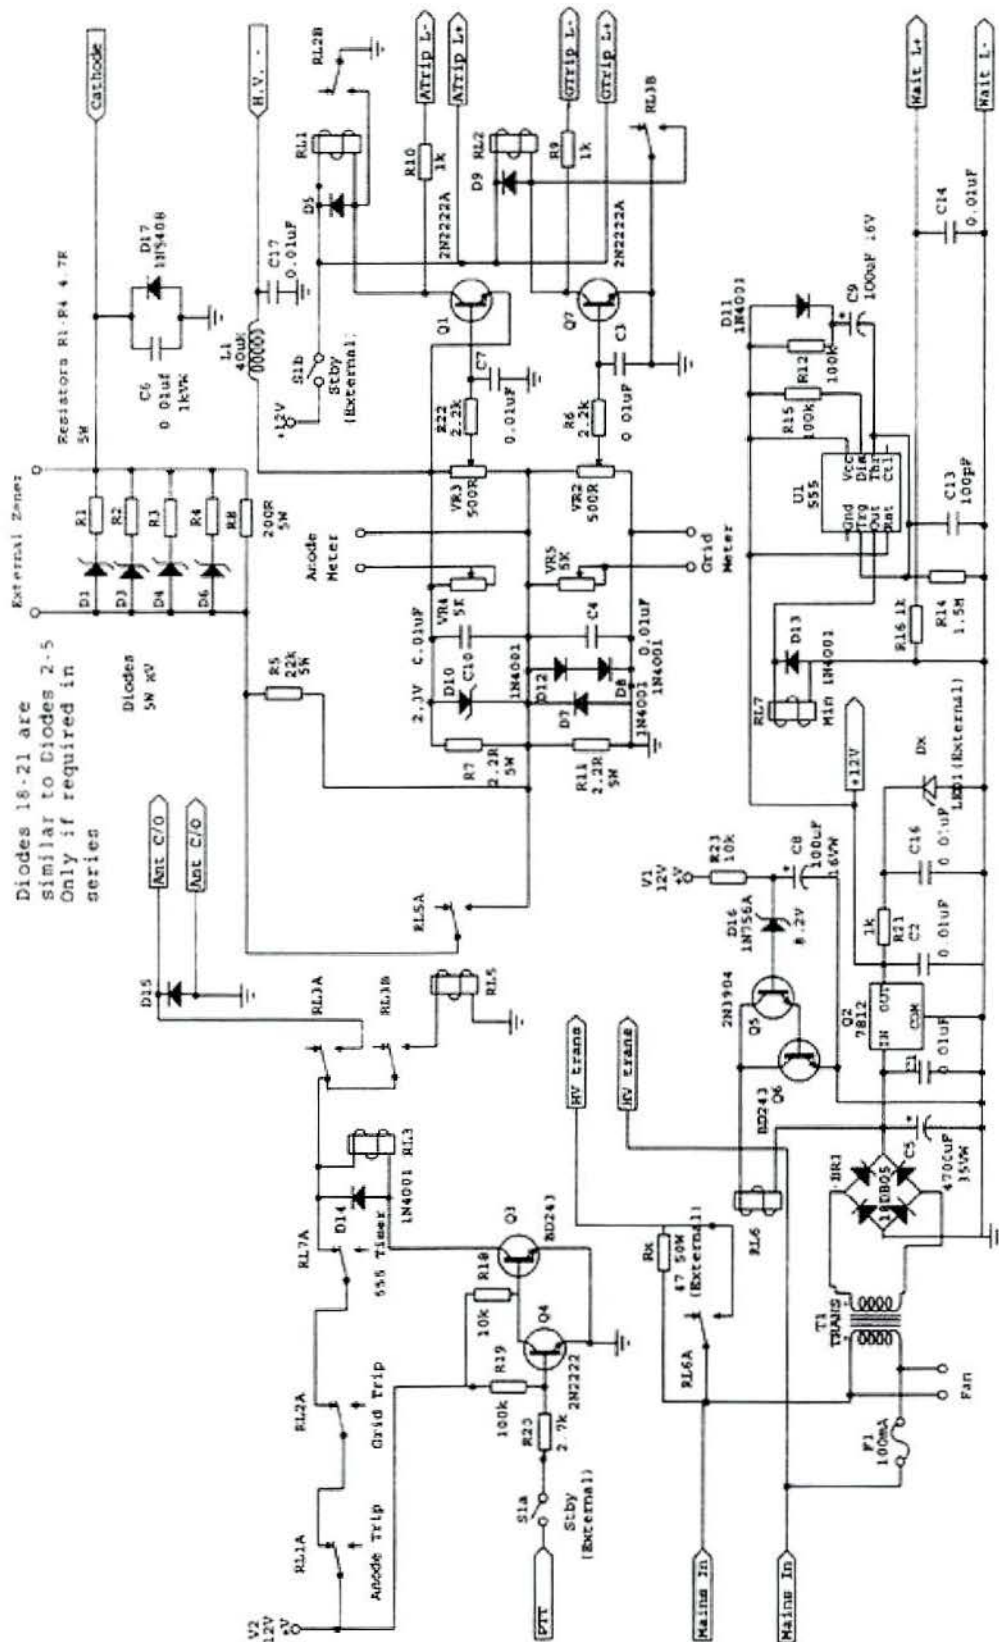 Diodes 18-21 are
similar to Diodes 2-5
Only if required in
series
External Zener
Resistors R1-R4 4.7R
5W
Cathode
H.V. -
D1
D3
D4
D6
R1
R2
R3
R4
R8
200R
5W
Diodes
5W xV
R5
22k
5W
C6
0 01uf
1kVW
D17
1N5408
L1
40uH
C17
0.01uF
+12V
S1b
Stby
(External)
RL2B
RL1
D5
R10
1k
ATrip L-
ATrip L+
GTrip L-
GTrip L+
2N2222A
Q1
R22
2.2k
C7
0.01uF
D9
RL2
R9
1k
RL3B
2N2222A
Q7
R6
2.2k
C3
0 01uF
VR3
500R
VR2
500R
Anode
Meter
Grid
Meter
VR4
5K
VR5
5K
C10
0.01uF
C4
0.01uF
2.3V
D10
1N4001
D12
D7
D8
1N4001
1N4001
R7
2.2R
5W
R11
2.2R
5W
Ant C/O
Ant C/O
D15
RL5A
RL3A
RL3B
RL5
RL3
D14
1N4001
RL7A
555 Timer
RL2A
Grid Trip
RL1A
Anode Trip
V2
12V
+V
Q3
BD243
R18
10k
Q4
2N2222
R19
100k
2.7k
S1a
Stby
(External)
PTT
HV trans
HV trans
Rx
47 50W
(External)
RL6A
Mains In
Mains In
F1
100mA
Fan
T1
TRANS
BR1
C5
4700uF
35VW
RL6
BD243
Q6
2N3904
Q5
D16
1N756A
8.2V
V1
12V
+V
R23
10k
C8
100uF
16VW
Q2
7812
IN
OUT
COM
C1
01uF
C2
0.01uF
1k
R21
C16
0 01uF
Dx
LED1(External)
+12V
RL7
Min
D13
1N4001
R16 1k
R14
1.5M
C13
100pF
U1
555
Gnd
Trg
Out
Rst
Vcc
Dis
Thr
Ctl
R15
100k
R12
100k
D11
1N4001
C9
100uF 16V
C14
0.01uF
Wait L+
Wait L-